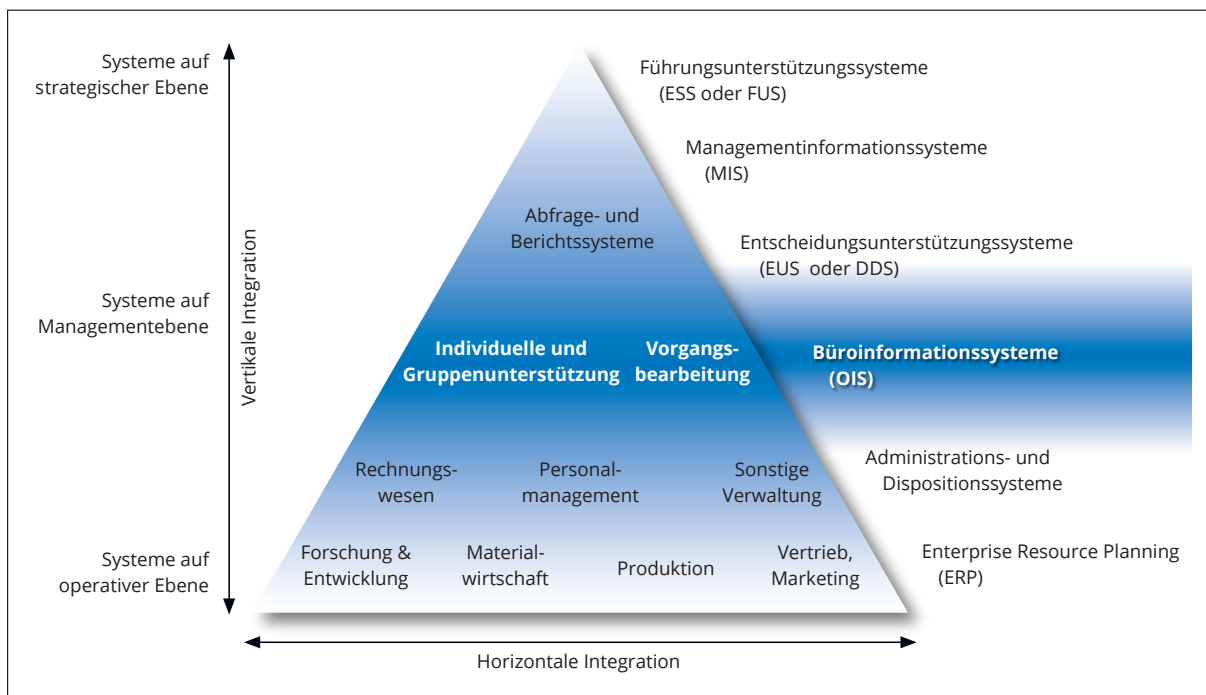 Systeme auf
strategischer Ebene
Führungsunterstützungssysteme
(ESS oder FUS)
Managementinformationssysteme
(MIS)
Abfrage- und
Berichtssysteme
Entscheidungsunterstützungssysteme
(EUS oder DDS)
Systeme auf
Managementebene
Vertikale Integration
Individuelle und
Gruppenunterstützung
Vorgangs-
bearbeitung
Büroinformationssysteme
(OIS)
Rechnungs-
wesen
Personal-
management
Sonstige
Verwaltung
Administrations- und
Dispositionssysteme
Systeme auf
operativer Ebene
Forschung &
Entwicklung
Material-
wirtschaft
Produktion
Vertrieb,
Marketing
Enterprise Resource Planning
(ERP)
Horizontale Integration